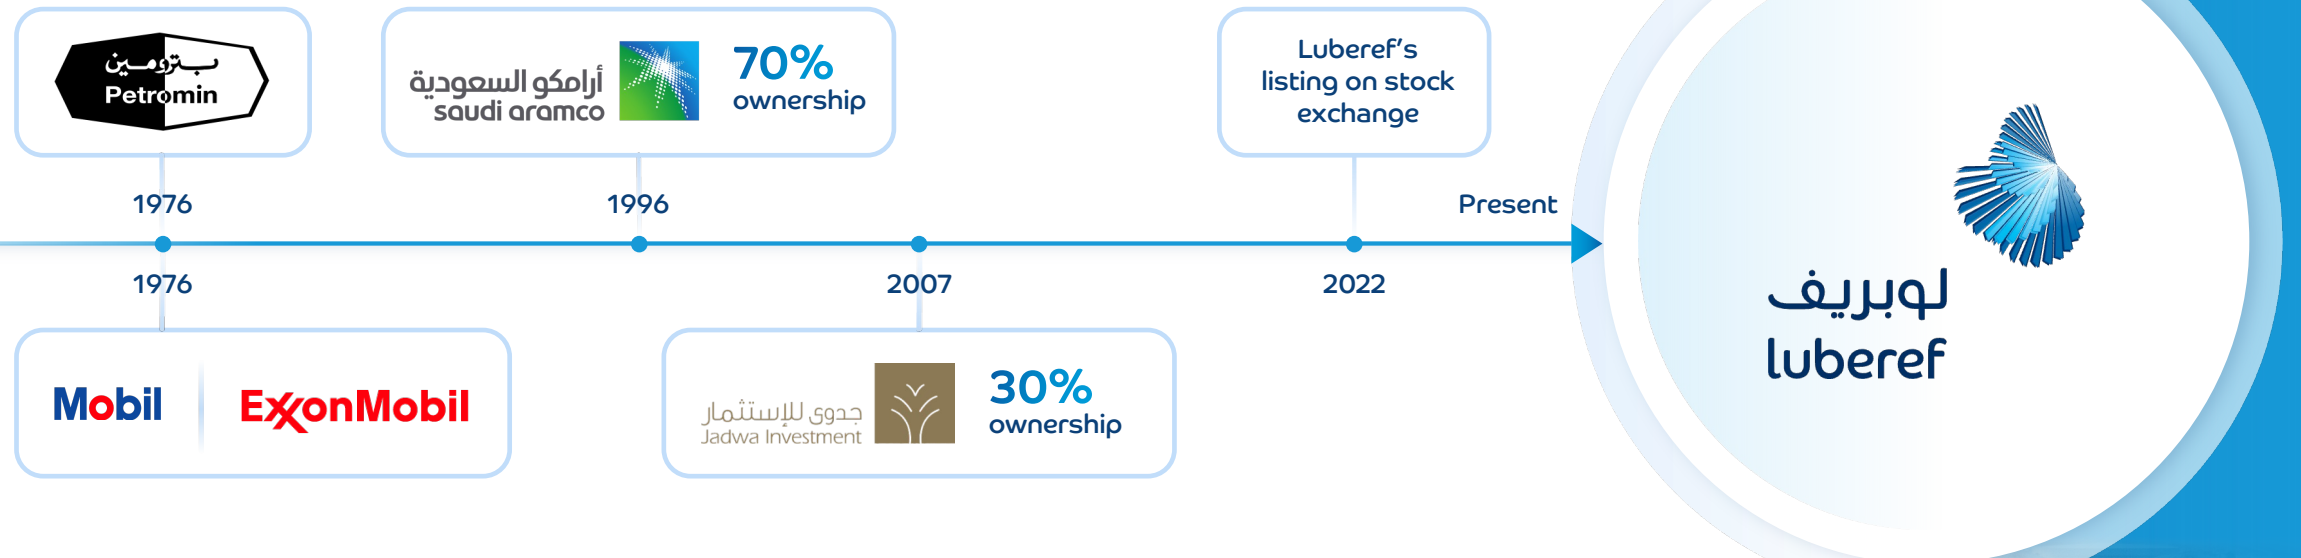 بترومين
Petromin
1976
أرامكو السعودية
saudi aramco
70%
ownership
1996
Luberef's
listing on stock
exchange
Present
1976
Mobil
ExxonMobil
2007
جدوى للإستثمار
Jadwa Investment
30%
ownership
2022
لوبريف
luberef